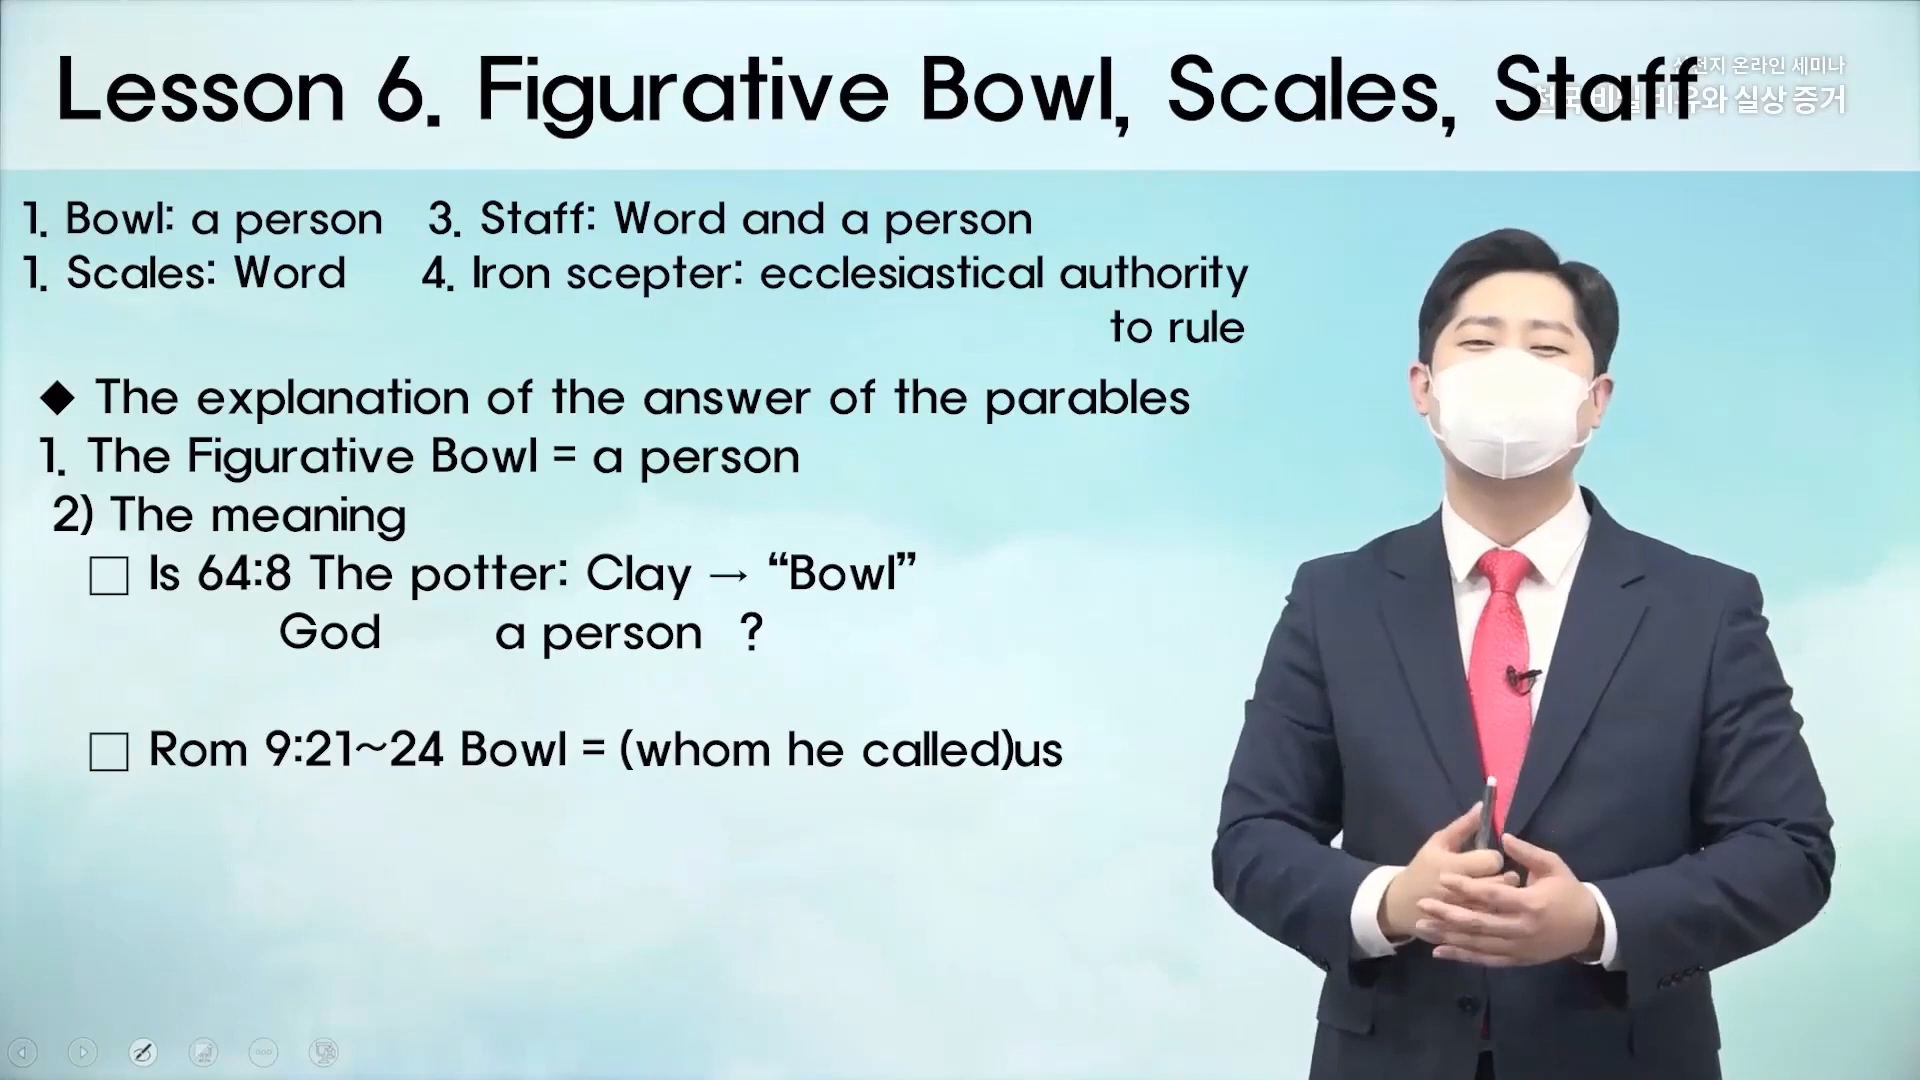 Lesson 6. Figurative Bowl, Scales, Staff
온라인 세미나
실상 증거
1. Bowl: a person 3. Staff: Word and a person
1. Scales: Word 4. Iron scepter: ecclesiastical authority
to rule
◆ The explanation of the answer of the parables
1. The Figurative Bowl = a person
2) The meaning
□ Is 64:8 The potter: Clay → “Bowl”
God a person ?
□ Rom 9:21~24 Bowl = (whom he called)us